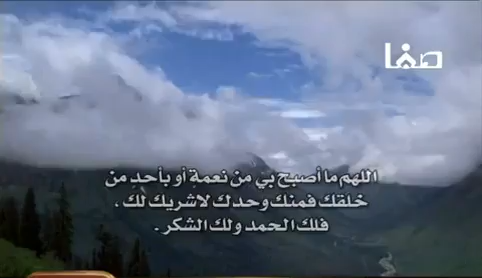 صفا
اللهم ما أصبح بي من نعمة أو بأحد من
خلقك فمنك وحدك لا شريك لك ،
فلك الحمد ولك الشكر .